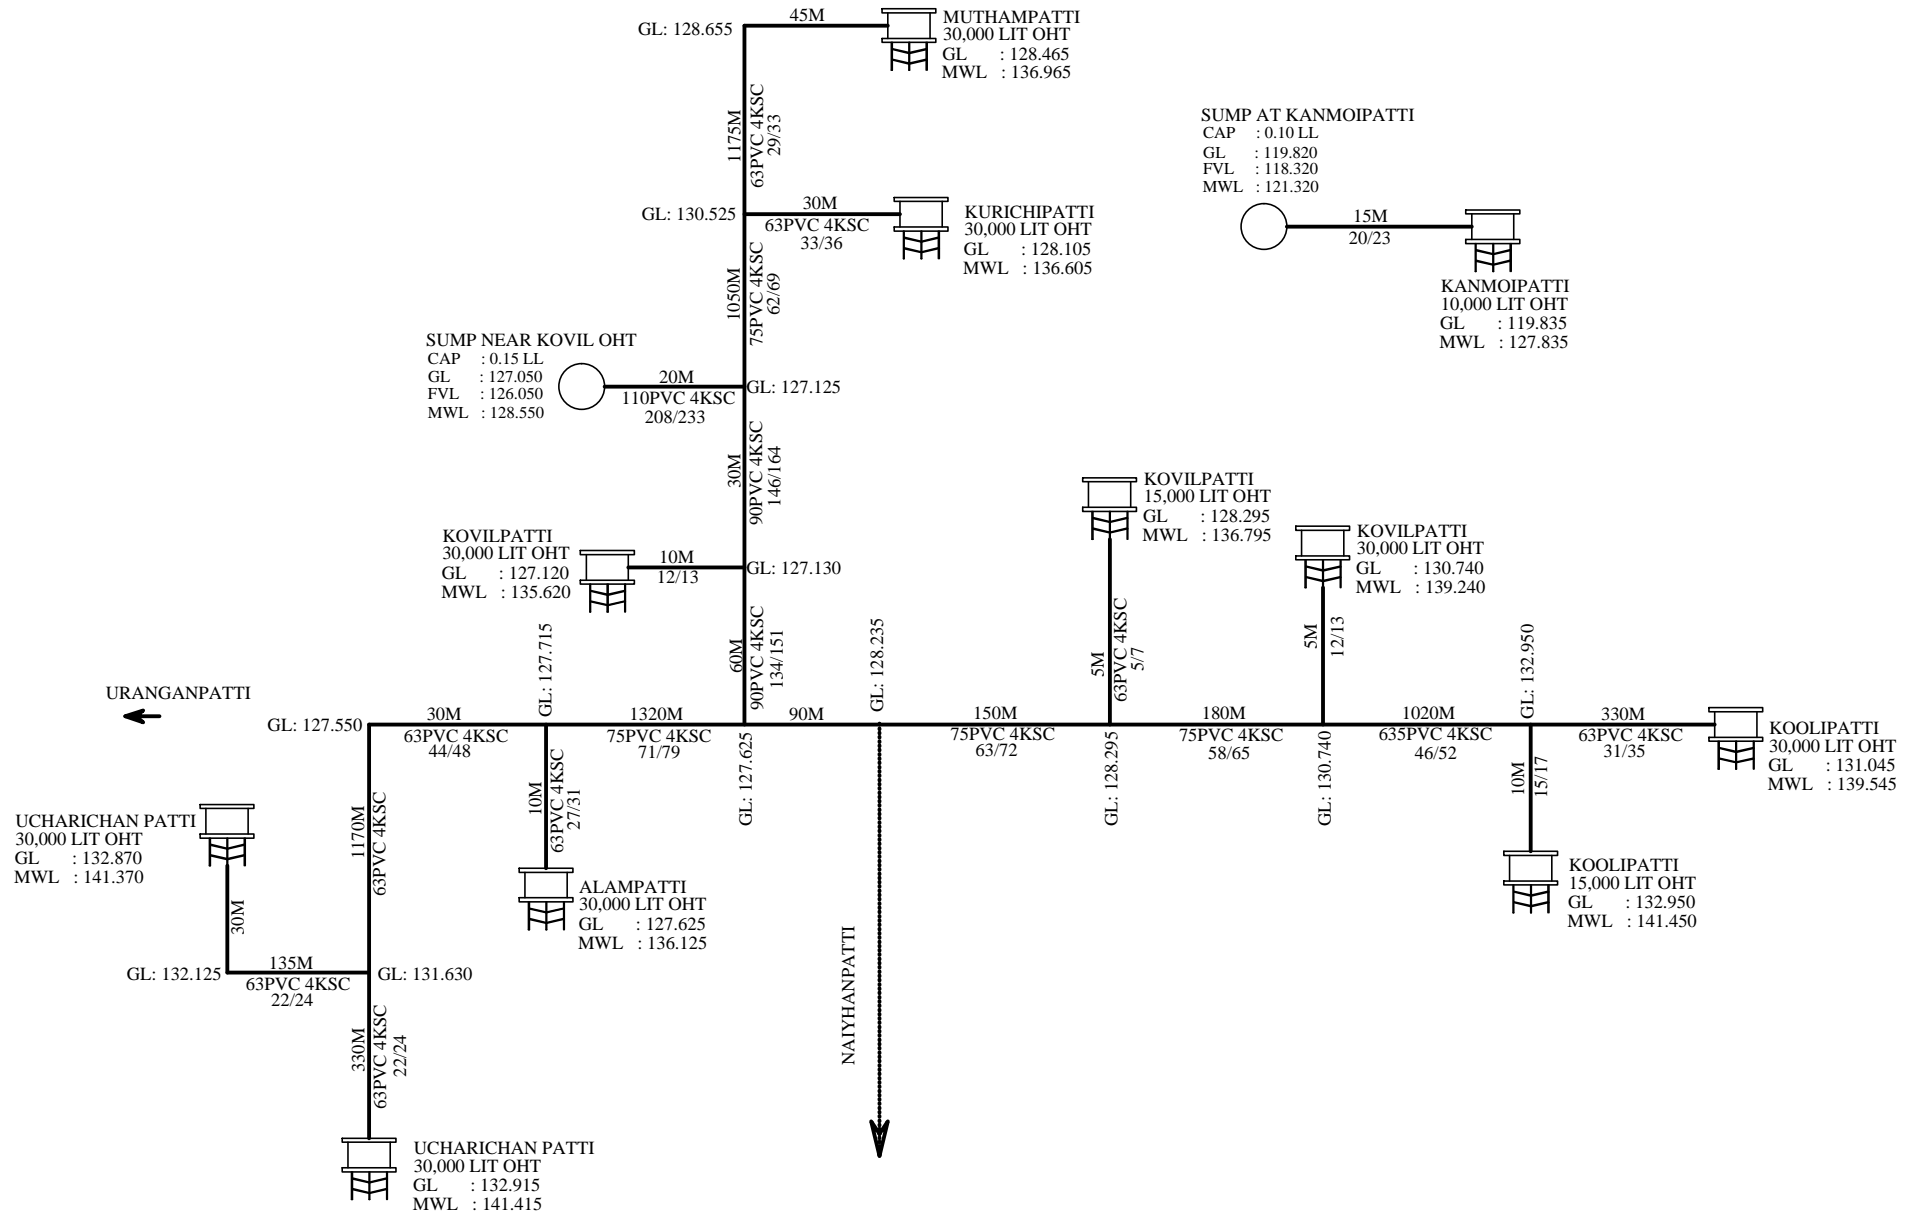 45M
GL: 128.655
MUTHAMPATTI
30,000 LIT OHT
GL : 128.465
MWL : 136.965
1175M
63PVC 4KSC
29/33
SUMP AT KANMOIPATTI
CAP : 0.10 LL
GL : 119.820
FVL : 118.320
MWL : 121.320
15M
20/23
KANMOIPATTI
10,000 LIT OHT
GL : 119.835
MWL : 127.835
GL: 130.525
30M
63PVC 4KSC
33/36
KURICHIPATTI
30,000 LIT OHT
GL : 128.105
MWL : 136.605
1050M
75PVC 4KSC
62/69
SUMP NEAR KOVIL OHT
CAP : 0.15 LL
GL : 127.050
FVL : 126.050
MWL : 128.550
20M
110PVC 4KSC
208/233
GL: 127.125
30M
90PVC 4KSC
146/164
KOVILPATTI
30,000 LIT OHT
GL : 127.120
MWL : 135.620
10M
12/13
GL: 127.130
60M
90PVC 4KSC
134/151
KOVILPATTI
15,000 LIT OHT
GL : 128.295
MWL : 136.795
5M
63PVC 4KSC
5/7
KOVILPATTI
30,000 LIT OHT
GL : 130.740
MWL : 139.240
5M
12/13
URANGANPATTI
GL: 127.550
30M
63PVC 4KSC
44/48
GL: 127.715
1320M
75PVC 4KSC
71/79
GL: 127.625
90M
GL: 128.235
150M
75PVC 4KSC
63/72
GL: 128.295
180M
75PVC 4KSC
58/65
GL: 130.740
1020M
635PVC 4KSC
46/52
GL: 132.950
330M
63PVC 4KSC
31/35
KOOLIPATTI
30,000 LIT OHT
GL : 131.045
MWL : 139.545
10M
15/17
KOOLIPATTI
15,000 LIT OHT
GL : 132.950
MWL : 141.450
10M
63PVC 4KSC
27/31
ALAMPATTI
30,000 LIT OHT
GL : 127.625
MWL : 136.125
1170M
63PVC 4KSC
UCHARICHAN PATTI
30,000 LIT OHT
GL : 132.870
MWL : 141.370
30M
GL: 132.125
135M
63PVC 4KSC
22/24
GL: 131.630
330M
63PVC 4KSC
22/24
NAIYHANPATTI
UCHARICHAN PATTI
30,000 LIT OHT
GL : 132.915
MWL : 141.415